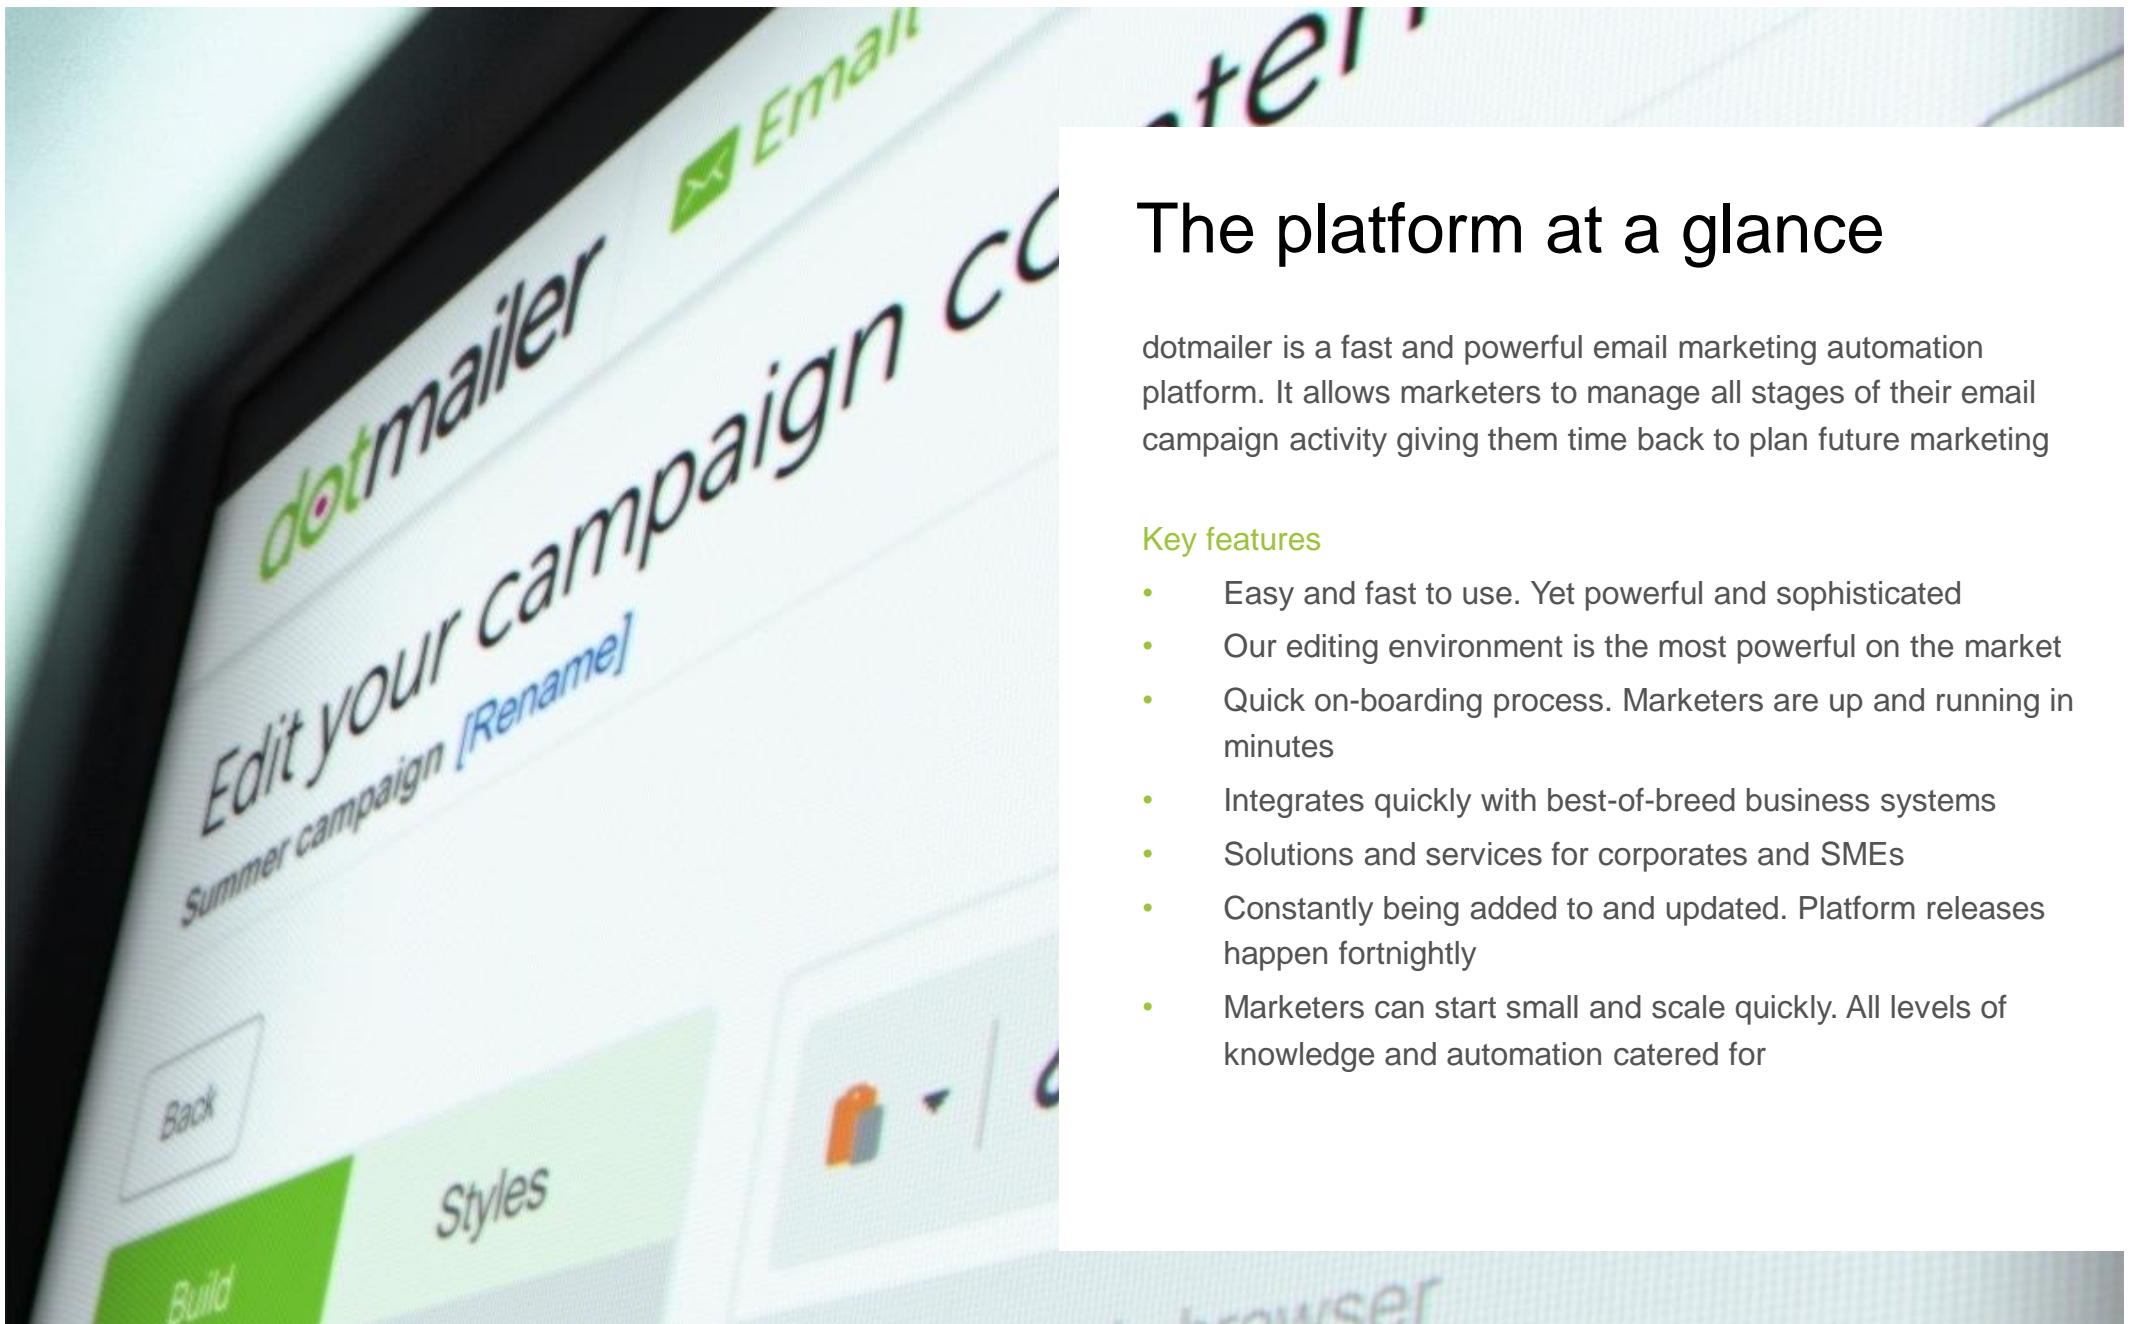 Email
dotmailer
Edit your campaign
Summer campaign [Rename]
Back
Styles
Build
browser
The platform at a glance
dotmailer is a fast and powerful email marketing automation
platform. It allows marketers to manage all stages of their email
campaign activity giving them time back to plan future marketing
Key features
• Easy and fast to use. Yet powerful and sophisticated
• Our editing environment is the most powerful on the market
• Quick on-boarding process. Marketers are up and running in
minutes
• Integrates quickly with best-of-breed business systems
• Solutions and services for corporates and SMEs
• Constantly being added to and updated. Platform releases
happen fortnightly
• Marketers can start small and scale quickly. All levels of
knowledge and automation catered for